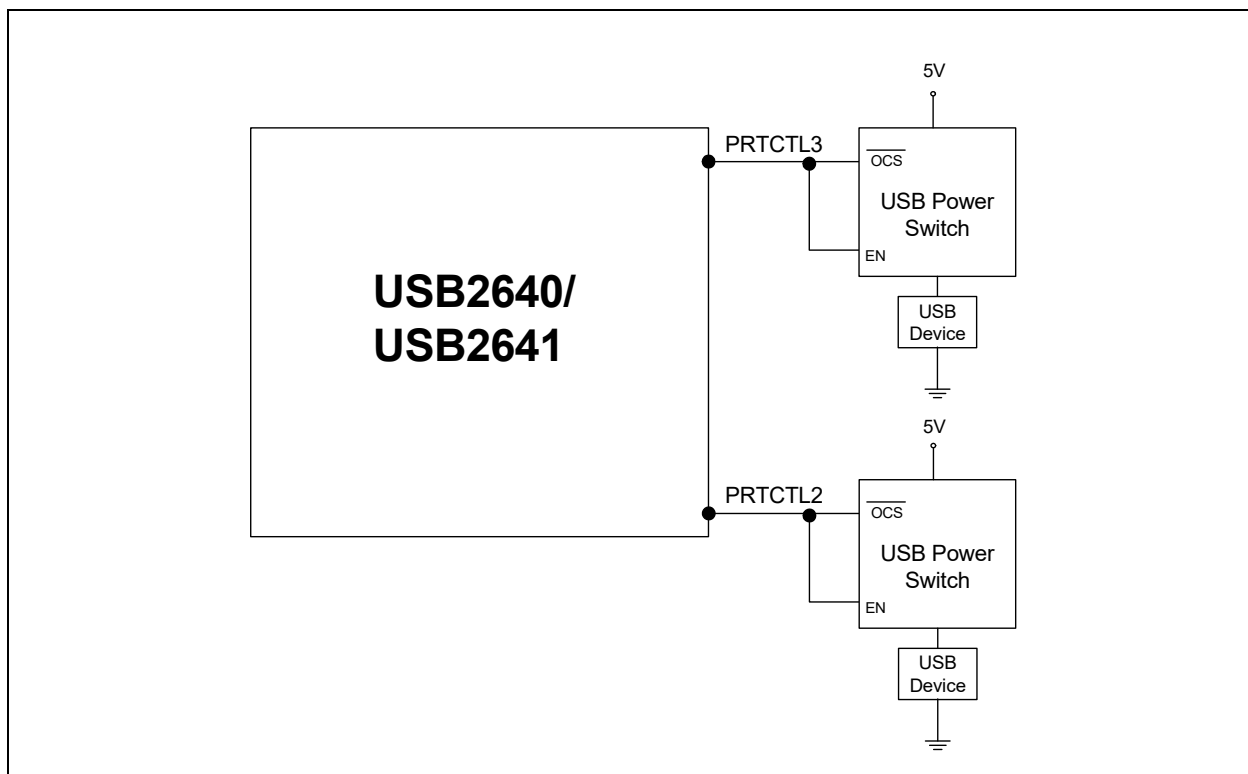 5V
PRTCTL3
OCS
USB Power
Switch
EN
USB2640/
USB2641
USB
Device
5V
PRTCTL2
OCS
USB Power
Switch
EN
USB
Device